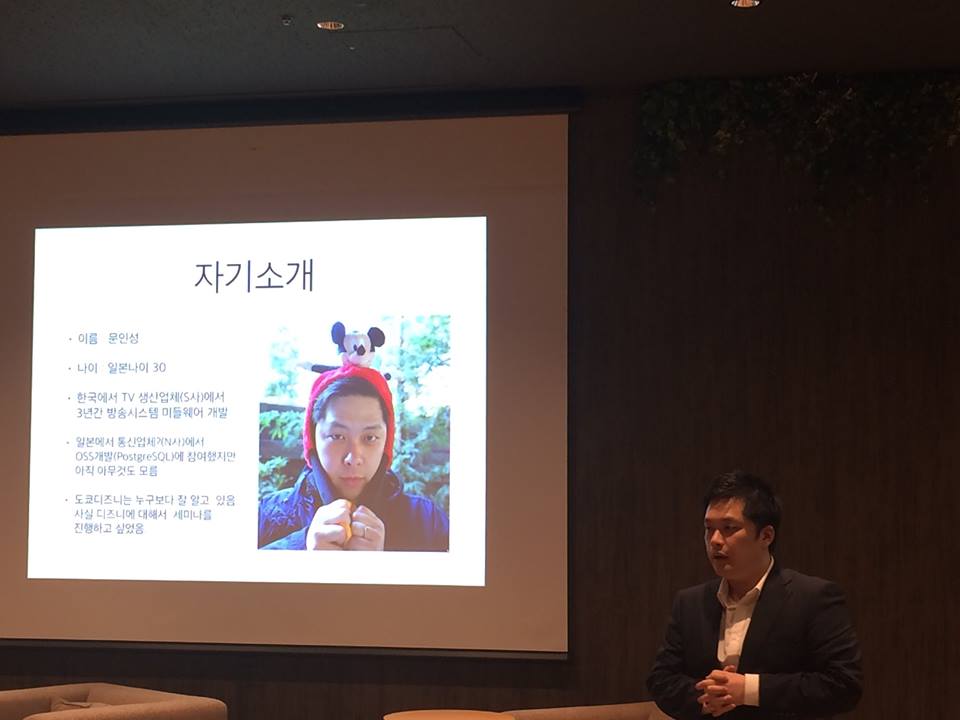 자기소개
• 이름 문인성
• 나이 일본나이 30
• 한국에서 TV 생산업체(S사)에서
3년간 방송시스템 미들웨어 개발
• 일본에서 통신업체?(N사)에서
OSS개발(PostgreSQL)에 참여했지만
아직 아무것도 모름
• 도쿄디즈니는 누구보다 잘 알고 있음
사실 디즈니에 대해서 세미나를
진행하고 싶었음